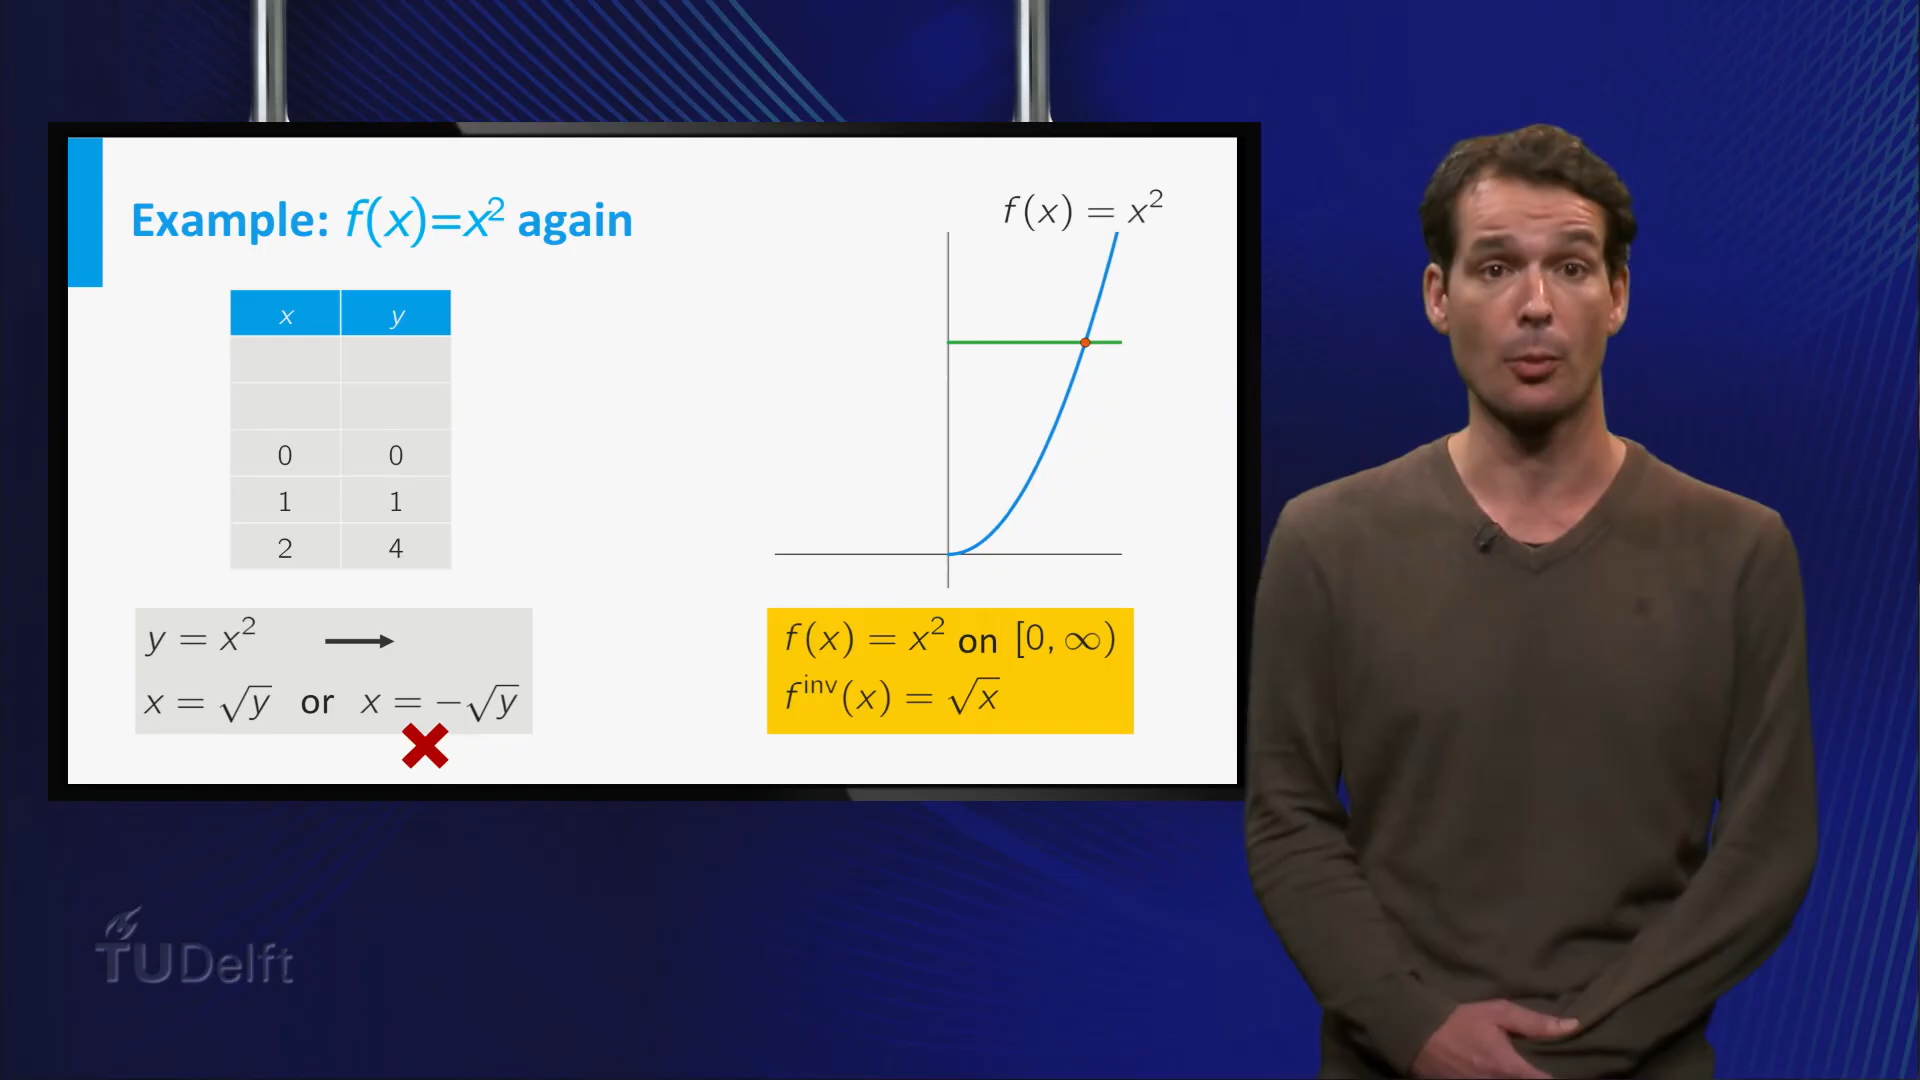 Example: f(x)=x² again
f(x) = x²
x y
0 0
1 1
2 4
y = x² ⟶
x = √y or x = −√y
f(x) = x² on [0, ∞)
f^inv(x) = √x
TUDelft